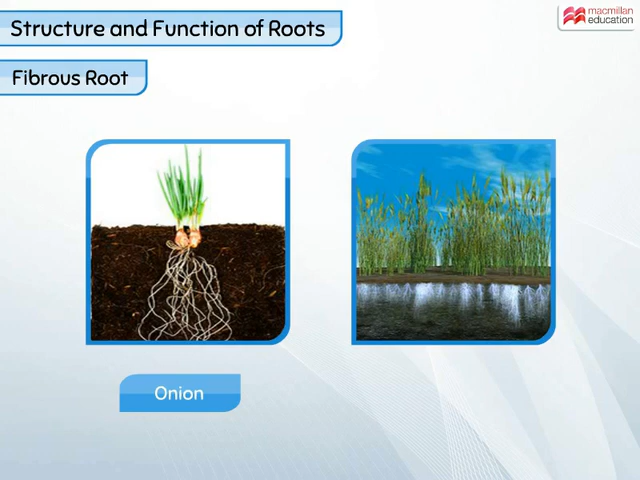 Structure and Function of Roots
macmillan
education
Fibrous Root
Onion